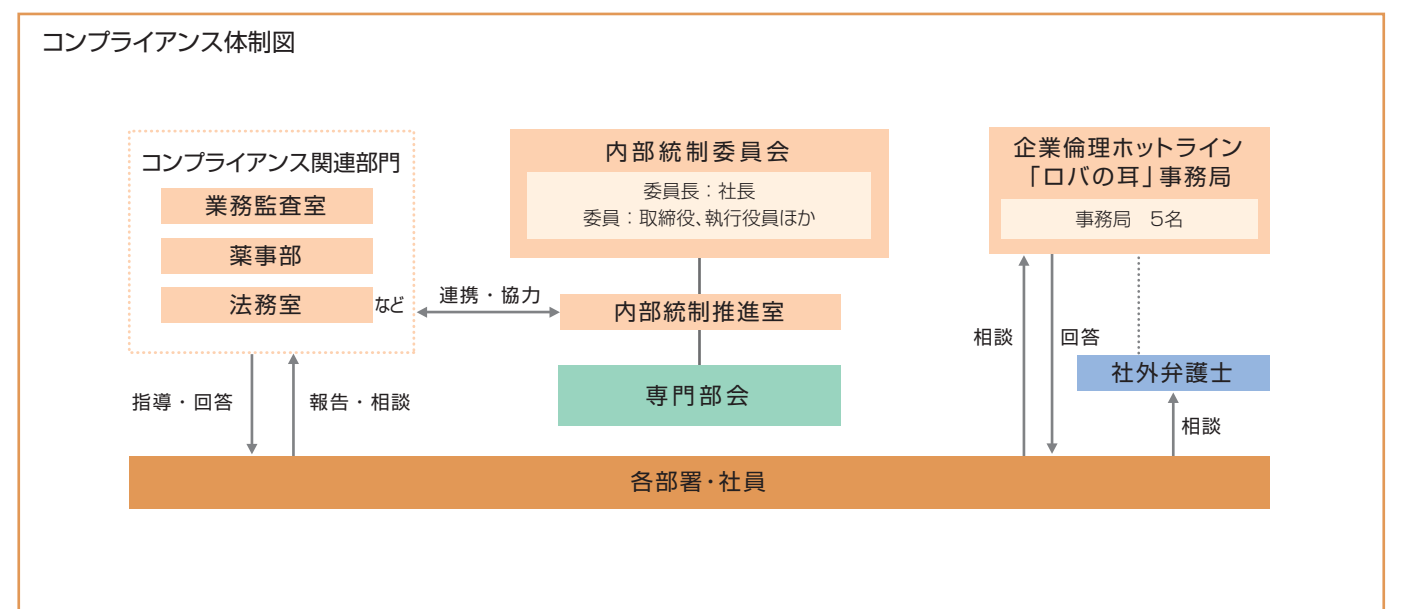 コンプライアンス体制図
コンプライアンス関連部門
業務監査室
薬事部
法務室
など
連携・協力
内部統制委員会
委員長：社長
委員：取締役、執行役員ほか
内部統制推進室
専門部会
企業倫理ホットライン
「ロバの耳」事務局
事務局　5名
相談
回答
社外弁護士
相談
指導・回答
報告・相談
各部署・社員